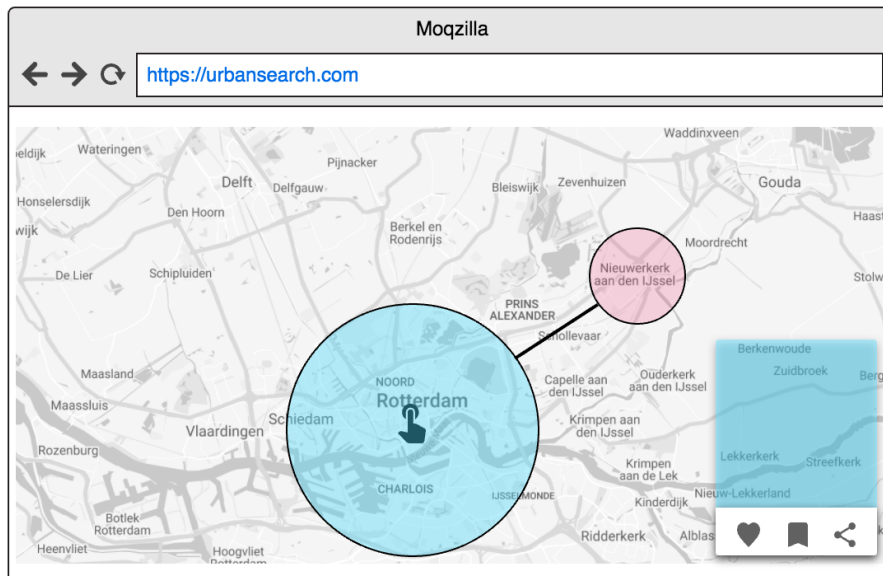 Moqzilla
https://urbansearch.com
Waddinxveen
eldijk
Wateringen
Pijnacker
Delft
Delfgauw
Bleiswijk
Zevenhuizen
Gouda
Honselersdijk
Den Hoorn
wijk
Berkel en
Rodenrijs
Haast
Moordrecht
De Lier
Schipluiden
Nieuwerkerk
aan den IJssel
Stolw
PRINS
ALEXANDER
Schollevaar
Berkenwoude
Maasland
NOORD
Rotterdam
Capelle aan
den IJssel
Ouderkerk
aan den IJssel
Zuidbroek
Berg
Maassluis
Schiedam
Vlaardingen
Krimpen aan
den IJssel
Rozenburg
Krimpen
aan de Lek
Lekkerkerk
Streefkerk
CHARLOIS
IJSSELMONDE
Kinderdijk
Nieuw-Lekkerland
Botlek
Rotterdam
Ridderkerk
Alblas
Heenvliet
Hoogvliet
Rotterdam